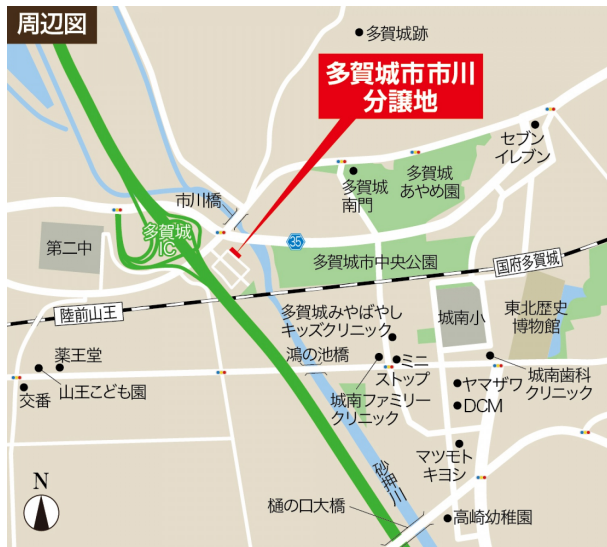 周辺図
多賀城跡
多賀城市市川
分譲地
セブン
イレブン
多賀城
あやめ園
多賀城
南門
市川橋
多賀城
IC
35
第二中
多賀城市中央公園
国府多賀城
陸前山王
多賀城みやばやし
キッズクリニック
城南小
東北歴史
博物館
鴻の池橋
薬王堂
山王こども園
交番
ミニ
ストップ
城南ファミリー
クリニック
城南歯科
クリニック
ヤマザワ
DCM
マツモト
キヨシ
砂押川
樋の口大橋
高崎幼稚園
N